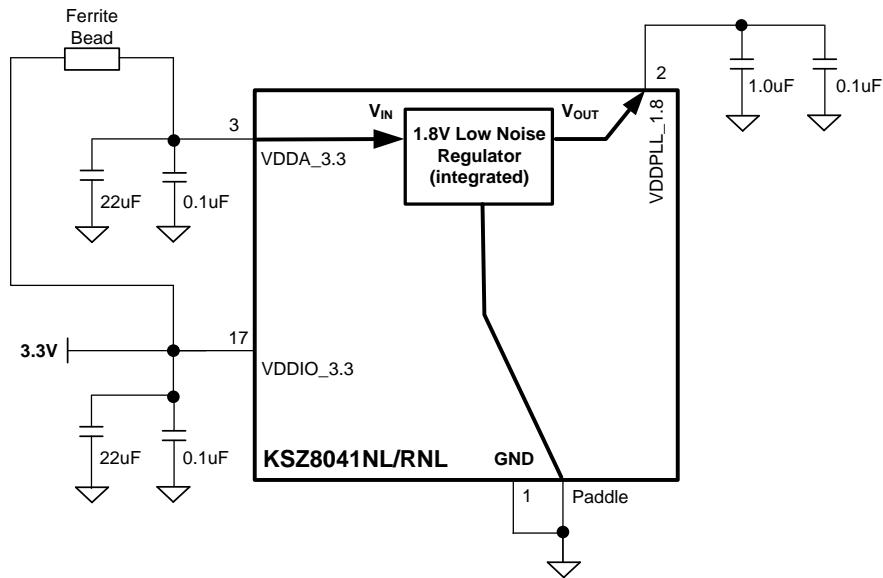 Ferrite
Bead
2
1.0uF
0.1uF
3
VIN
VOUT
VDDPLL_1.8
1.8V Low Noise
Regulator
(integrated)
VDDA_3.3
22uF
0.1uF
17
3.3V
VDDIO_3.3
22uF
0.1uF
KSZ8041NL/RNL
GND
1
Paddle